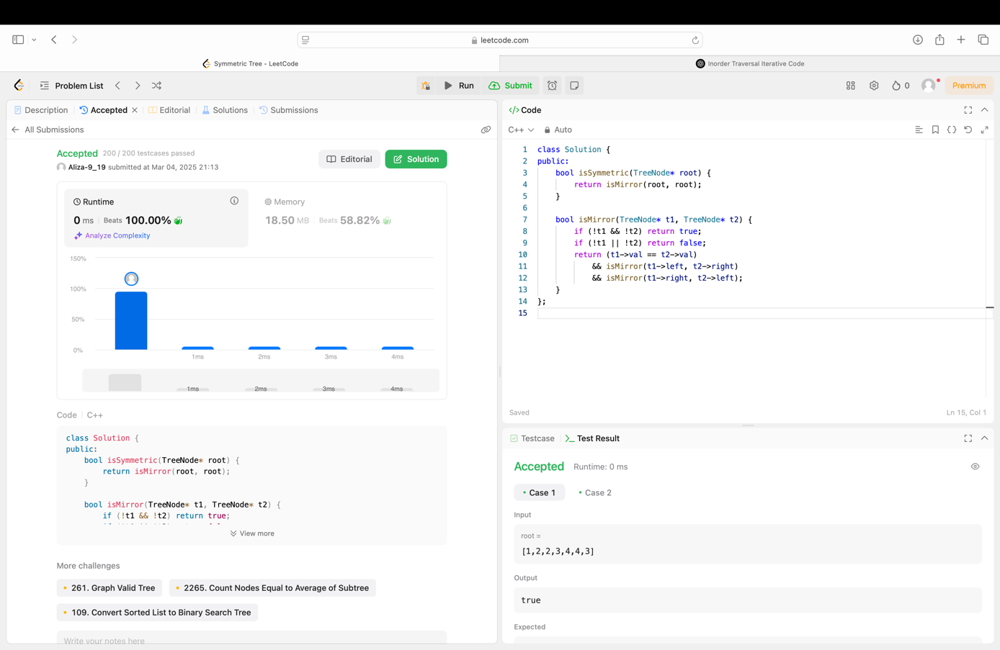 leetcode.com
Symmetric Tree - LeetCode
Inorder Traversal Iterative Code
Problem List
Run
Submit
0
Premium
Description
Accepted
Editorial
Solutions
Submissions
All Submissions
Accepted 200 / 200 testcases passed
Aliza-9_19 submitted at Mar 04, 2025 21:13
Editorial
Solution
Runtime
0 ms Beats 100.00%
Analyze Complexity
Memory
18.50 MB Beats 58.82%
150%
100%
50%
0%
1ms 2ms 3ms 4ms
1ms 2ms 3ms 4ms
Code C++
class Solution {
public:
    bool isSymmetric(TreeNode* root) {
        return isMirror(root, root);
    }
    bool isMirror(TreeNode* t1, TreeNode* t2) {
        if (!t1 && !t2) return true;
View more
More challenges
261. Graph Valid Tree
2265. Count Nodes Equal to Average of Subtree
109. Convert Sorted List to Binary Search Tree
Write your notes here
</> Code
C++ Auto
1 class Solution {
2 public:
3     bool isSymmetric(TreeNode* root) {
4         return isMirror(root, root);
5     }
6
7     bool isMirror(TreeNode* t1, TreeNode* t2) {
8         if (!t1 && !t2) return true;
9         if (!t1 || !t2) return false;
10         return (t1->val == t2->val)
11             && isMirror(t1->left, t2->right)
12             && isMirror(t1->right, t2->left);
13     }
14 };
15
Saved
Ln 15, Col 1
Testcase
>_ Test Result
Accepted Runtime: 0 ms
Case 1
Case 2
Input
root =
[1,2,2,3,4,4,3]
Output
true
Expected